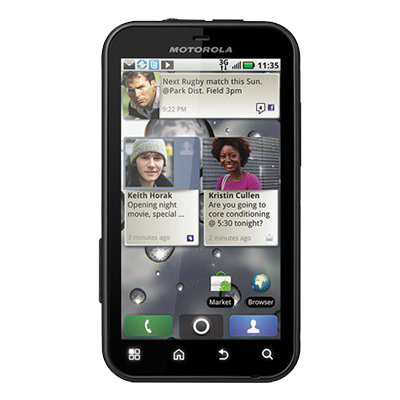 MOTOROLA
3G 11:35
Next Rugby match this Sun.
@Park Dist. Field 3pm
9:22 PM
Keith Horak
Opening night
movie, special ...
3 minutes ago
Kristin Cullen
Are you going to
core conditioning
@ 5:30 tonight?
2 minutes ago
Market
Browser